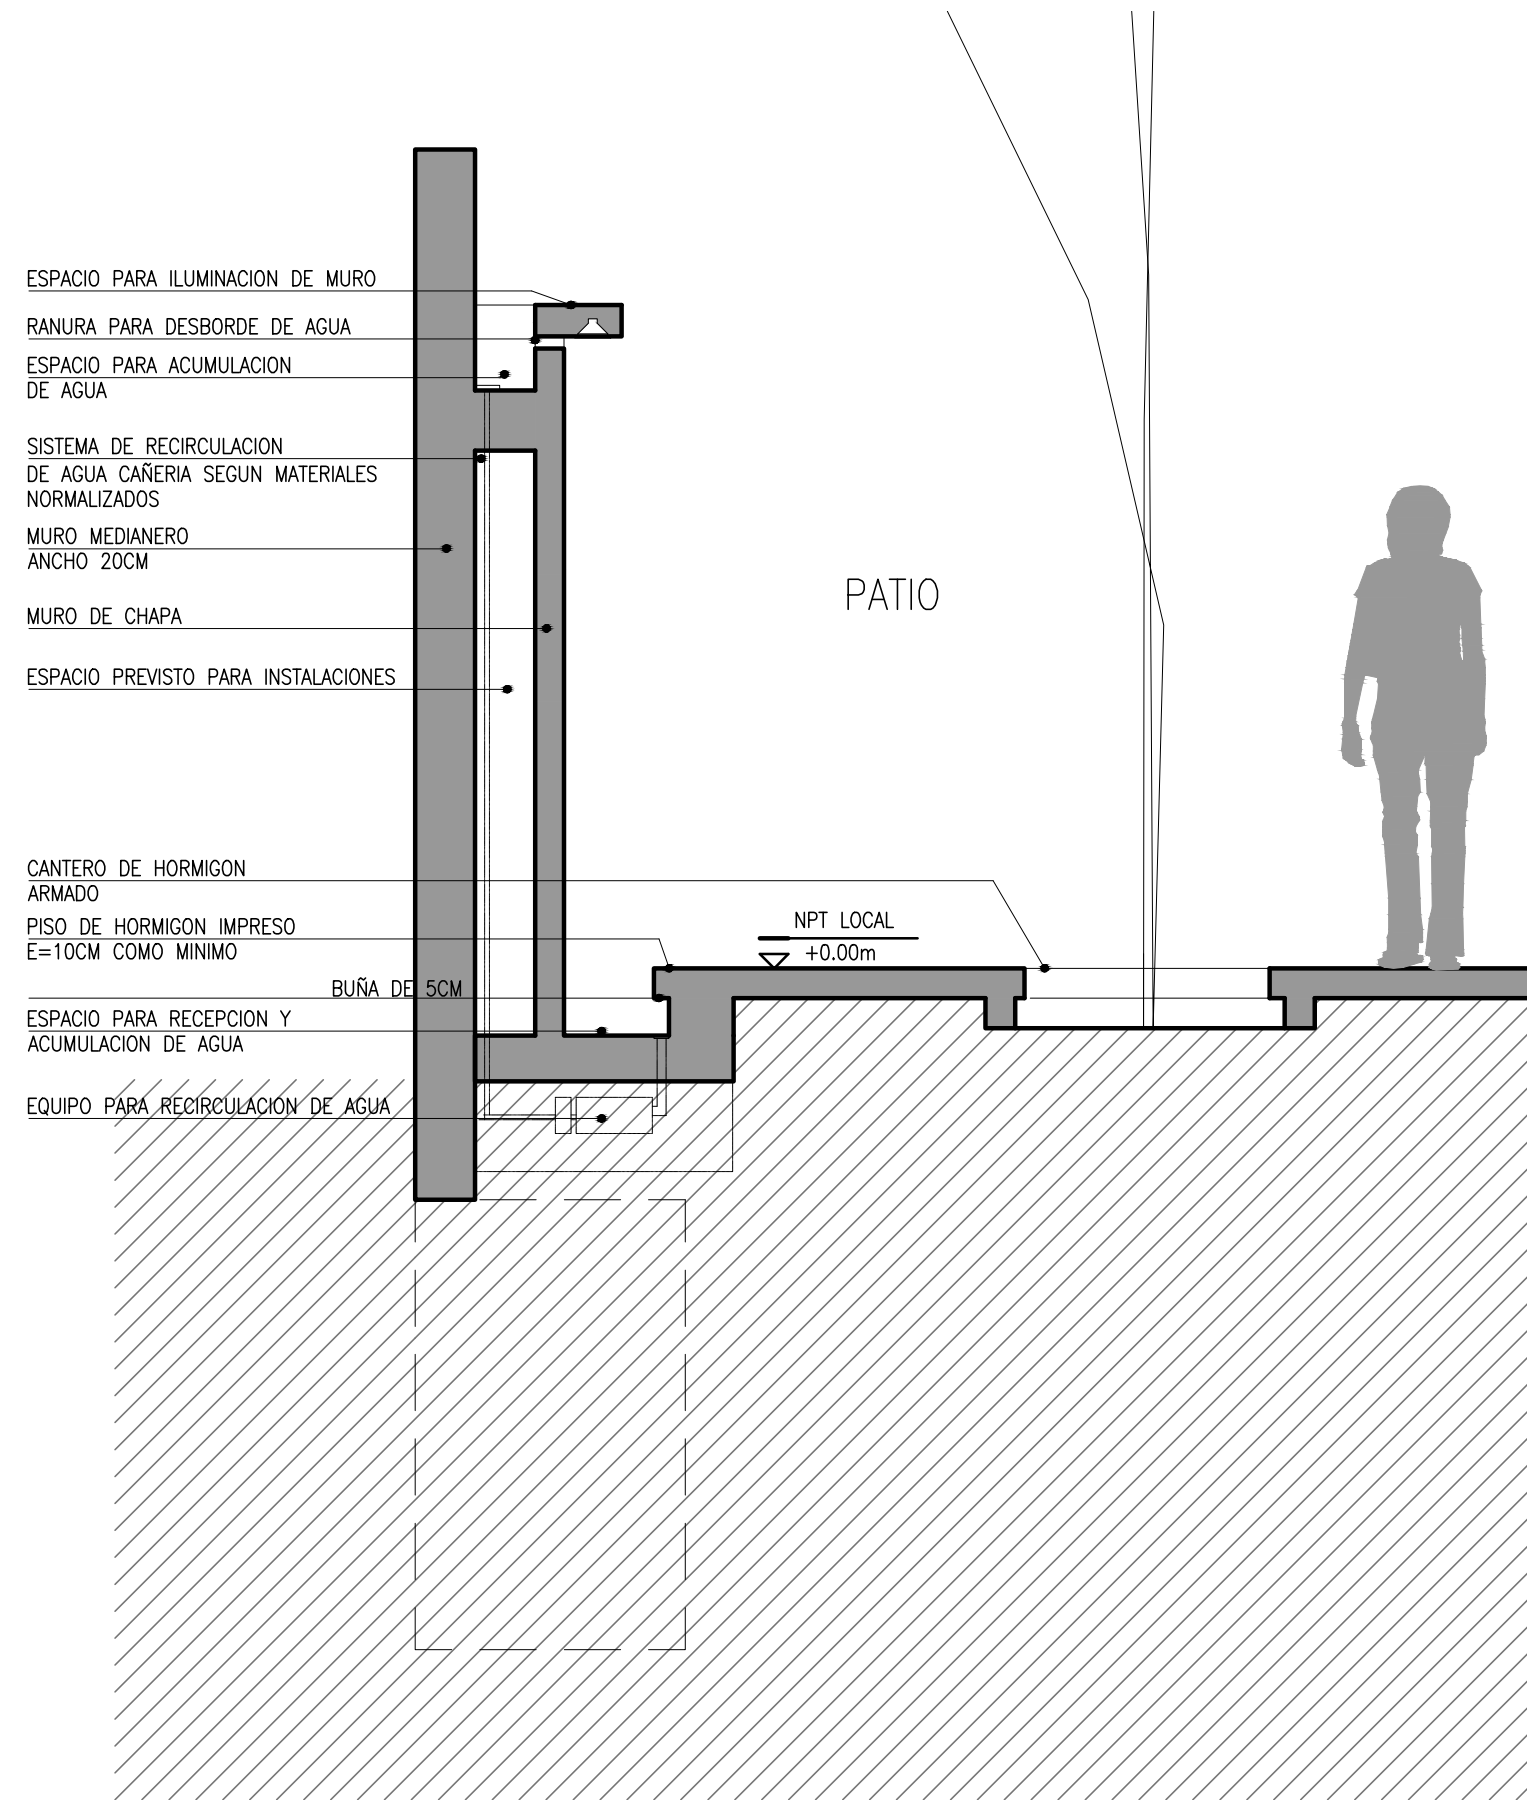 ESPACIO PARA ILUMINACION DE MURO
RANURA PARA DESBORDE DE AGUA
ESPACIO PARA ACUMULACION
DE AGUA
SISTEMA DE RECIRCULACION
DE AGUA CAÑERIA SEGUN MATERIALES
NORMALIZADOS
MURO MEDIANERO
ANCHO 20CM
MURO DE CHAPA
ESPACIO PREVISTO PARA INSTALACIONES
PATIO
CANTERO DE HORMIGON
ARMADO
PISO DE HORMIGON IMPRESO
E=10CM COMO MINIMO
NPT LOCAL
+0.00m
BUÑA DE 5CM
ESPACIO PARA RECEPCION Y
ACUMULACION DE AGUA
EQUIPO PARA RECIRCULACION DE AGUA